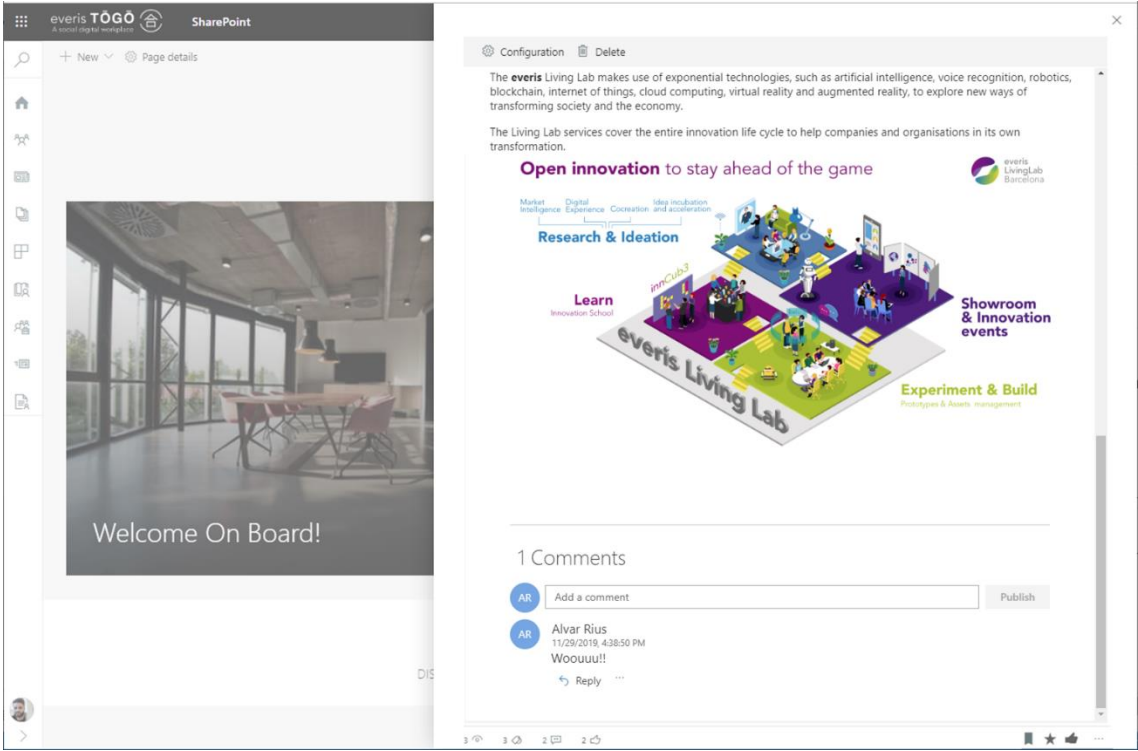 everis TŌGŌ 合
A social digital workplace
SharePoint
New
Page details
Configuration
Delete
The everis Living Lab makes use of exponential technologies, such as artificial intelligence, voice recognition, robotics,
blockchain, internet of things, cloud computing, virtual reality and augmented reality, to explore new ways of
transforming society and the economy.
The Living Lab services cover the entire innovation life cycle to help companies and organisations in its own
transformation.
Open innovation to stay ahead of the game
everis
LivingLab
Barcelona
Market
Intelligence
Digital
Experience
Cocreation
Idea incubation
and acceleration
Research & Ideation
innCub3
Learn
Innovation School
Showroom
& Innovation
events
everis Living Lab
Experiment & Build
Prototypes & Assets management
Welcome On Board!
DIS
1 Comments
AR
Add a comment
Publish
AR
Alvar Rius
11/29/2019, 4:38:50 PM
Woouuu!!
Reply
3
3
2
2